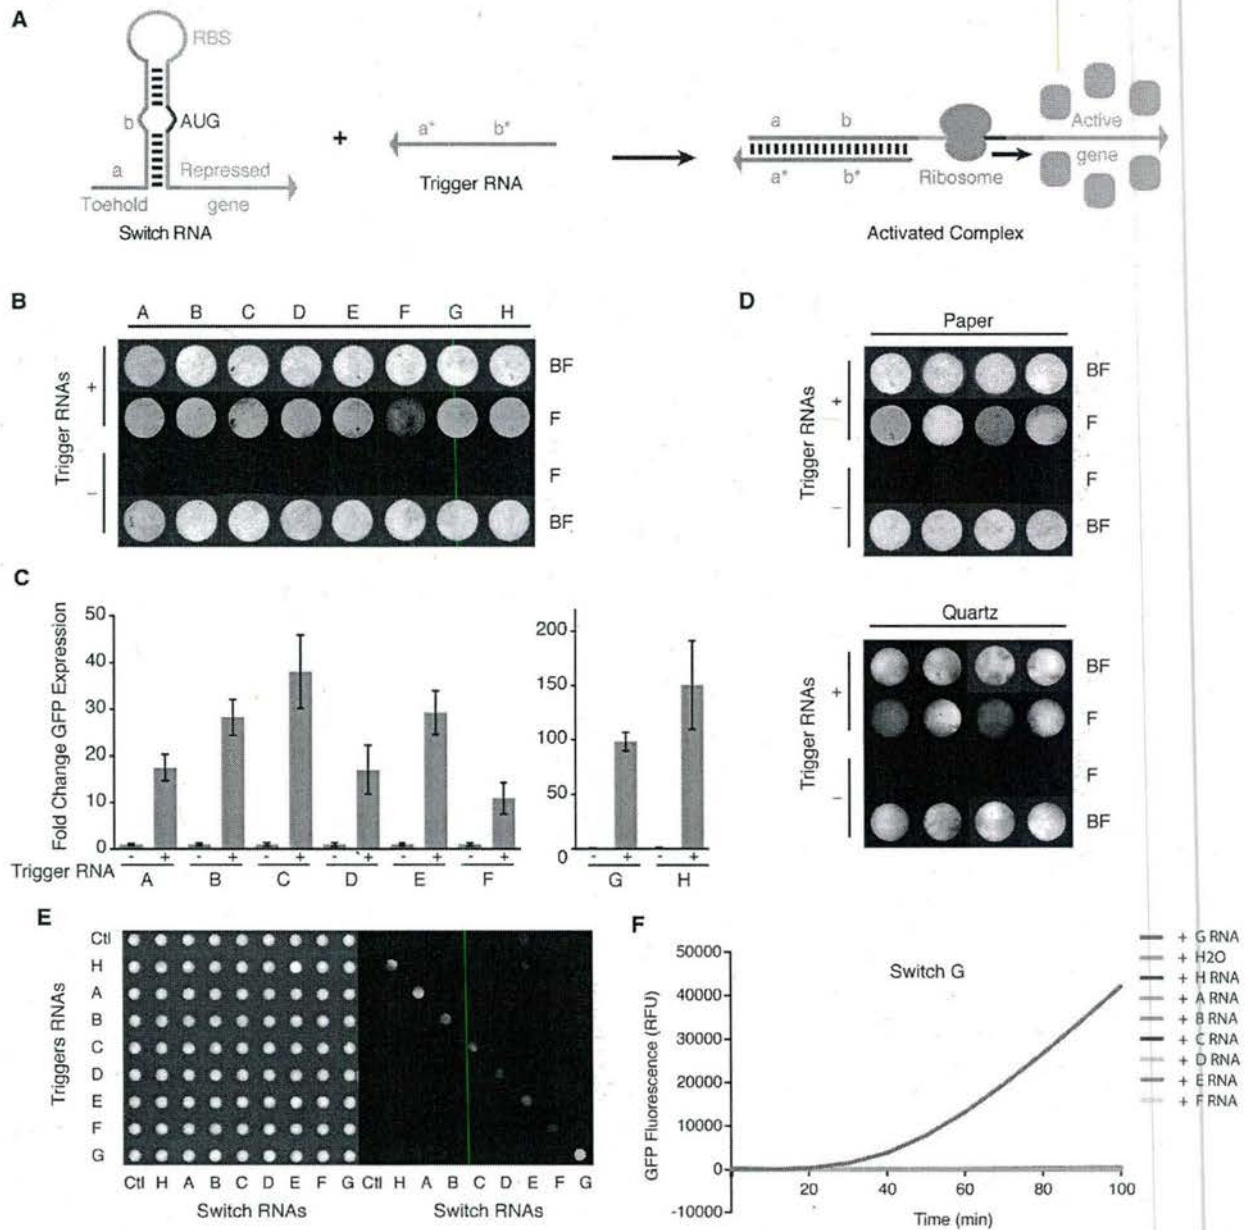 A
RBS
b
AUG
a
Repressed
Toehold
gene
Switch RNA
+
a*
b*
Trigger RNA
a
b
Active
gene
a*
b*
Ribosome
Activated Complex
B
A B C D E F G H
Trigger RNAs
+
−
BF
F
F
BF
C
Fold Change GFP Expression
50
40
30
20
10
0
200
150
100
50
0
- + - + - + - + - + - +
- + - +
Trigger RNA
A B C D E F
G H
D
Paper
Trigger RNAs
+
−
BF
F
F
BF
Quartz
Trigger RNAs
+
−
BF
F
F
BF
E
Triggers RNAs
Ctl
H
A
B
C
D
E
F
G
Ctl H A B C D E F G Ctl H A B C D E F G
Switch RNAs
Switch RNAs
F
Switch G
GFP Fluorescence (RFU)
50000
40000
30000
20000
10000
0
-10000
20 40 60 80 100
Time (min)
+ G RNA
+ H2O
+ H RNA
+ A RNA
+ B RNA
+ C RNA
+ D RNA
+ E RNA
+ F RNA